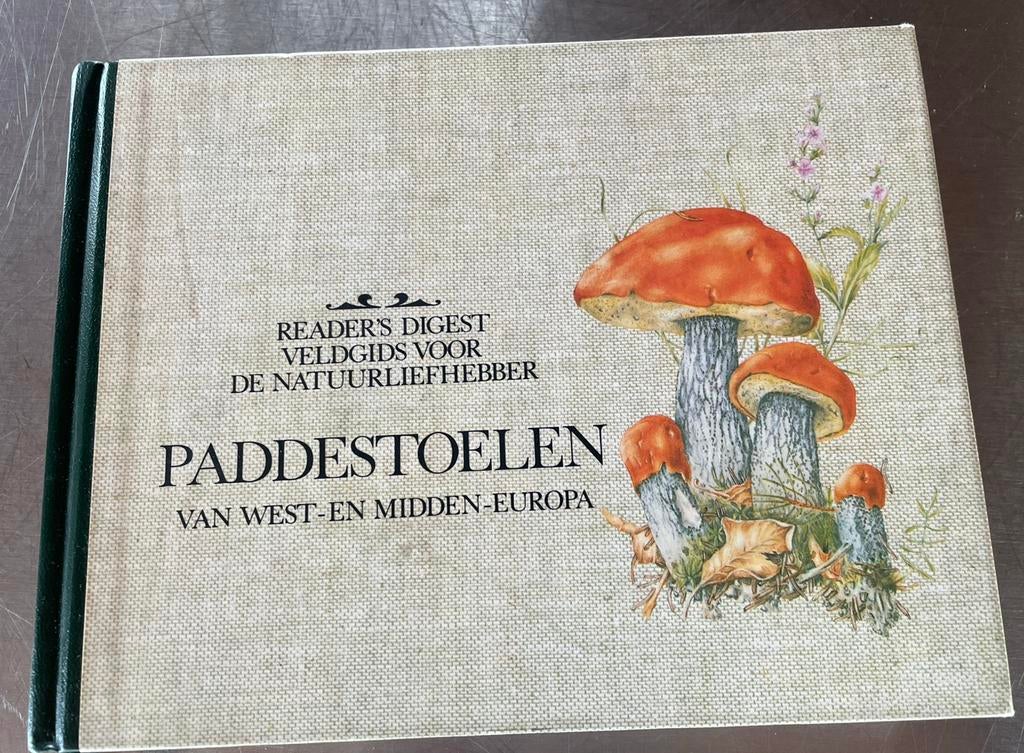 READER'S DIGEST
VELDGIDS VOOR
DE NATUURLIEFHEBBER
PADDESTOELEN
VAN WEST-EN MIDDEN-EUROPA